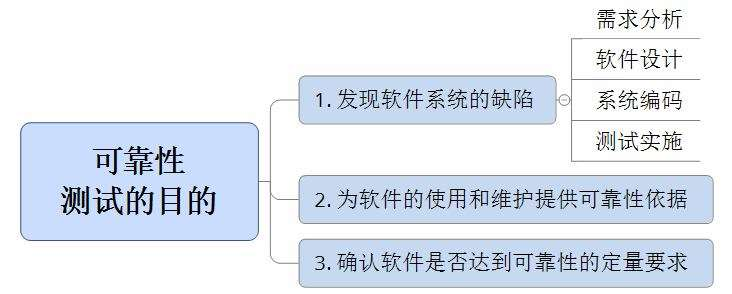 可靠性
测试的目的
1. 发现软件系统的缺陷
需求分析
软件设计
系统编码
测试实施
2. 为软件的使用和维护提供可靠性依据
3. 确认软件是否达到可靠性的定量要求